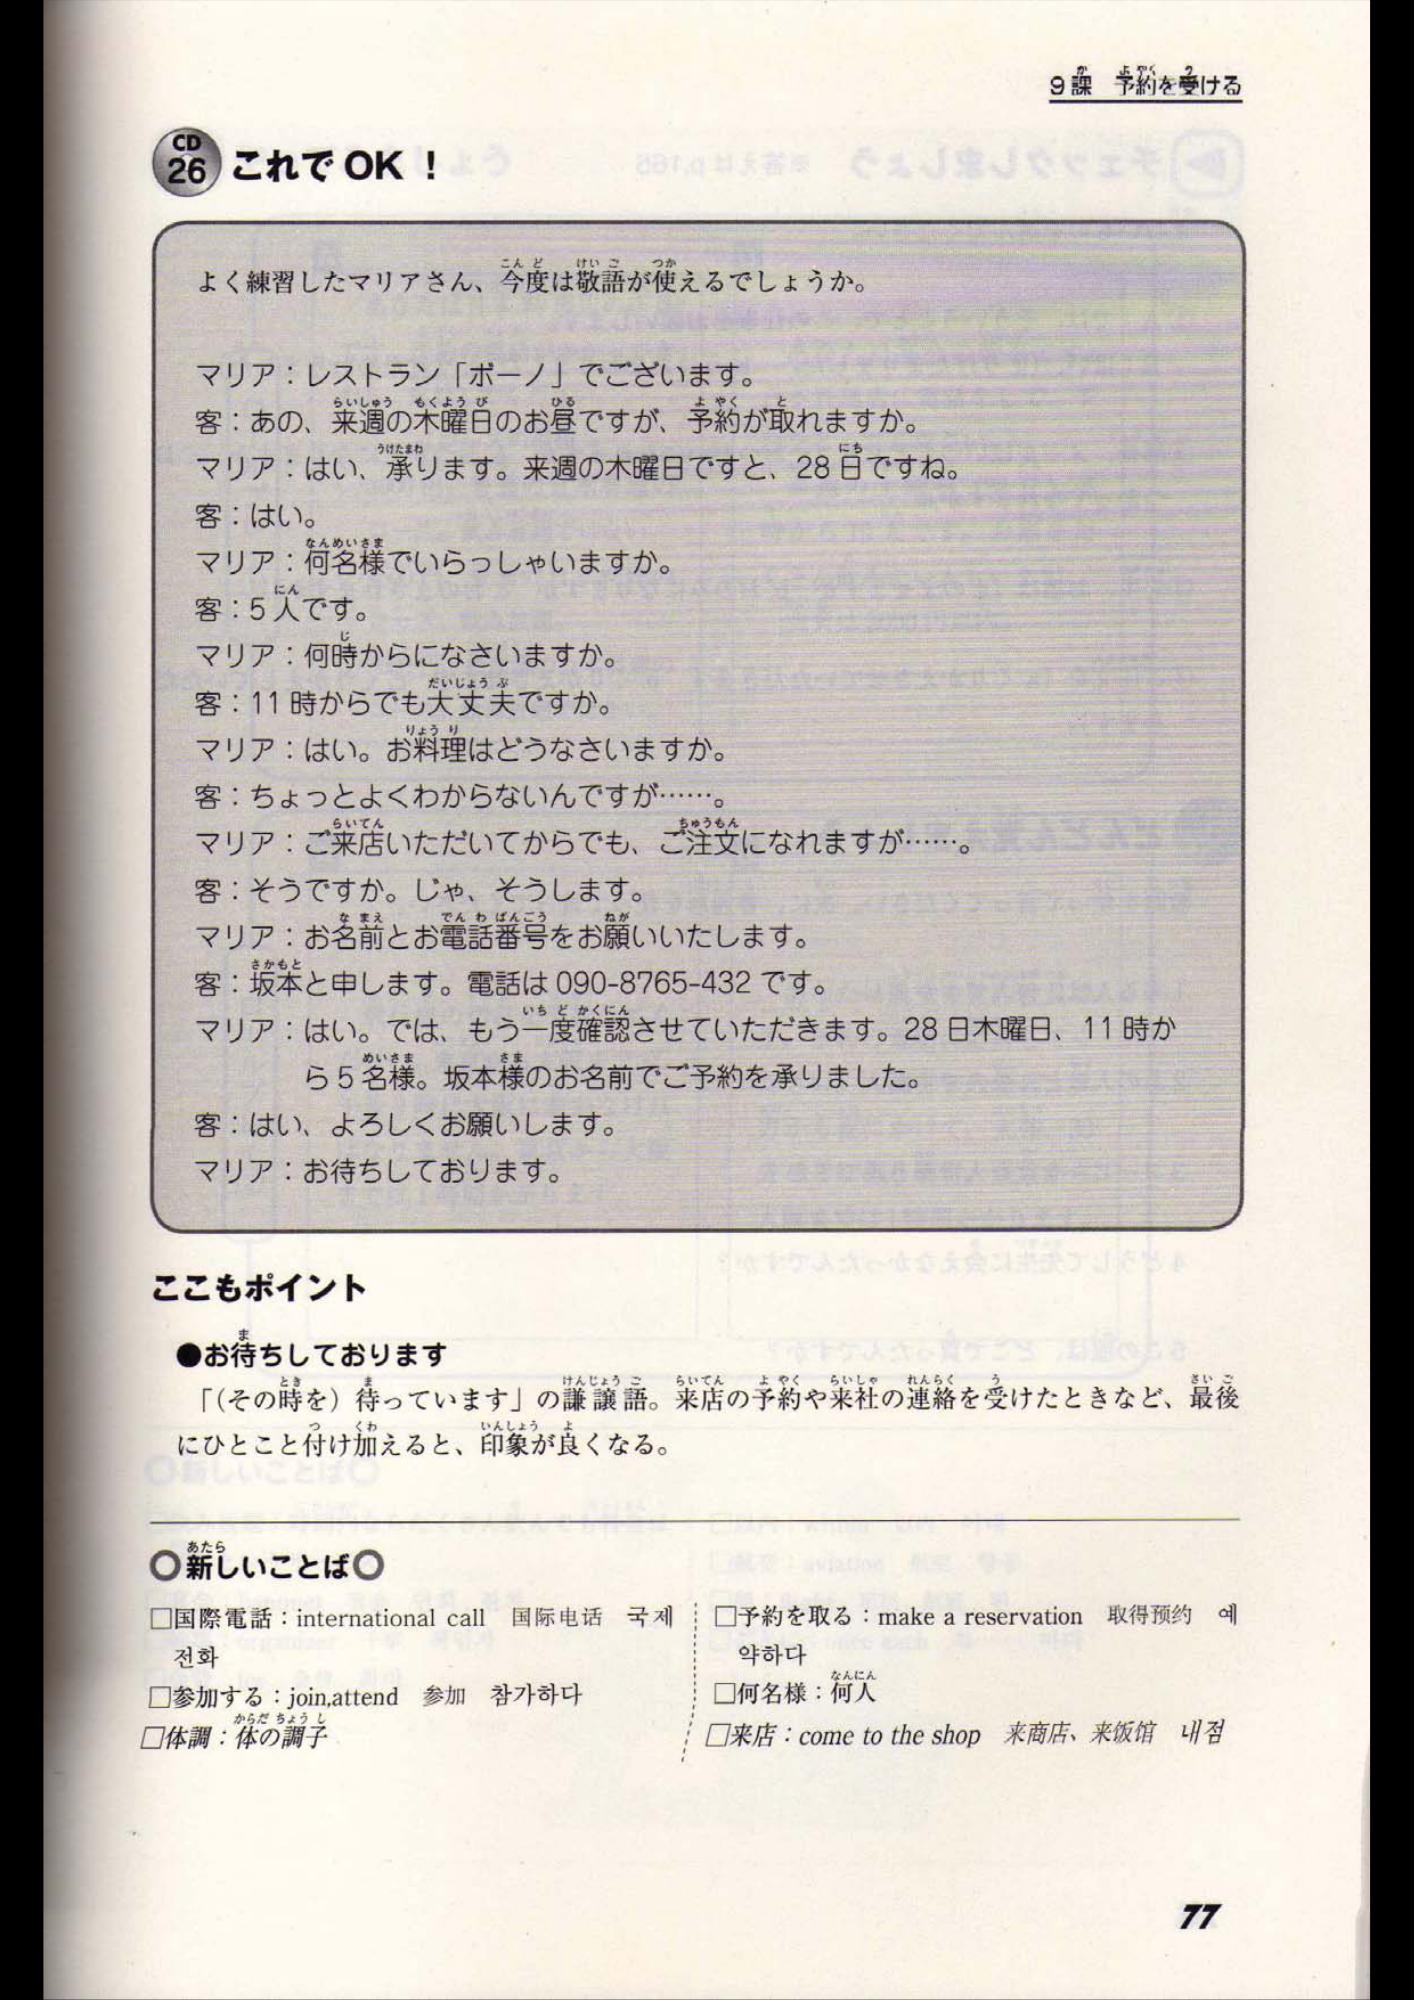 9課　予約を受ける
CD 26 これで OK！
よく練習したマリアさん、今度は敬語が使えるでしょうか。
マリア：レストラン「ボーノ」でございます。
客：あの、来週の木曜日のお昼ですが、予約が取れますか。
マリア：はい、承ります。来週の木曜日ですと、28日ですね。
客：はい。
マリア：何名様でいらっしゃいますか。
客：5人です。
マリア：何時からになさいますか。
客：11時からでも大丈夫ですか。
マリア：はい。お料理はどうなさいますか。
客：ちょっとよくわからないんですが……。
マリア：ご来店いただいてからでも、ご注文になれますが……。
客：そうですか。じゃ、そうします。
マリア：お名前とお電話番号をお願いいたします。
客：坂本と申します。電話は 090-8765-432 です。
マリア：はい。では、もう一度確認させていただきます。28日木曜日、11時か
ら5名様。坂本様のお名前でご予約を承りました。
客：はい、よろしくお願いします。
マリア：お待ちしております。
ここもポイント
●お待ちしております
「(その時を) 待っています」の謙譲語。来店の予約や来社の連絡を受けたときなど、最後
にひとこと付け加えると、印象が良くなる。
○新しいことば○
□国際電話：international call　国际电话　국제
전화
□参加する：join,attend　参加　참가하다
□体調：体の調子
□予約を取る：make a reservation　取得预约　예
약하다
□何名様：何人
□来店：come to the shop　来商店、来饭馆　내점
77